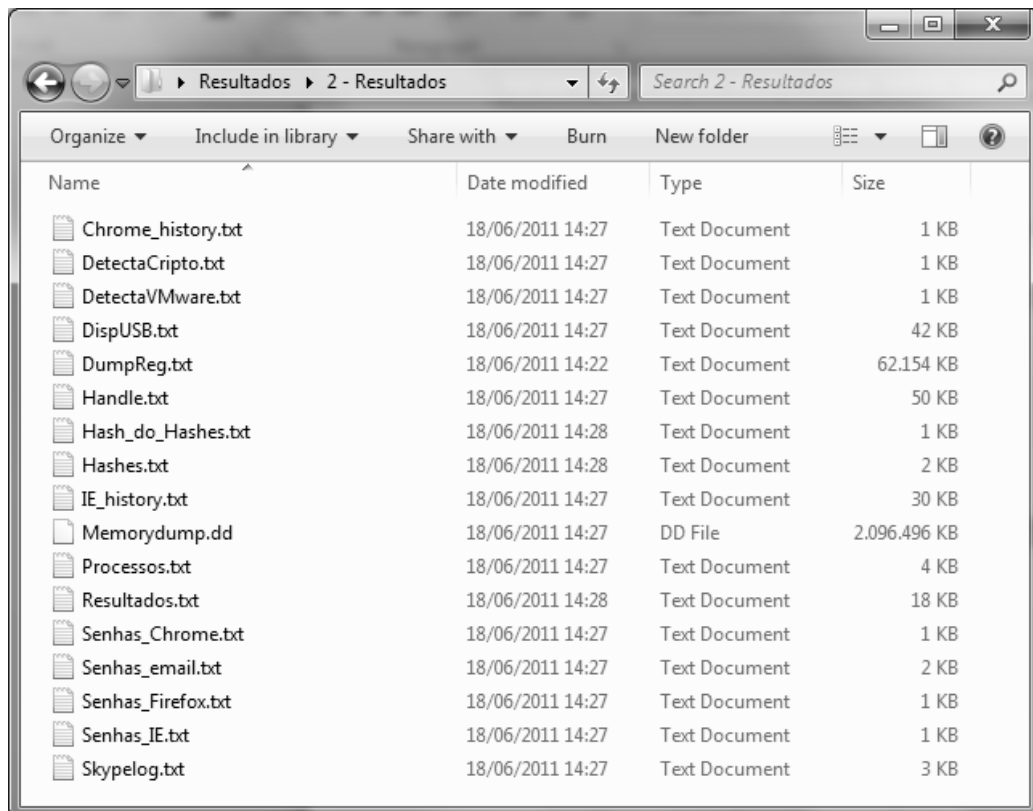 Resultados 2 - Resultados Search 2 - Resultados
Organize Include in library Share with Burn New folder
Name Date modified Type Size
Chrome_history.txt 18/06/2011 14:27 Text Document 1 KB
DetectaCripto.txt 18/06/2011 14:27 Text Document 1 KB
DetectaVMware.txt 18/06/2011 14:27 Text Document 1 KB
DispUSB.txt 18/06/2011 14:27 Text Document 42 KB
DumpReg.txt 18/06/2011 14:22 Text Document 62.154 KB
Handle.txt 18/06/2011 14:27 Text Document 50 KB
Hash_do_Hashes.txt 18/06/2011 14:28 Text Document 1 KB
Hashes.txt 18/06/2011 14:28 Text Document 2 KB
IE_history.txt 18/06/2011 14:27 Text Document 30 KB
Memorydump.dd 18/06/2011 14:27 DD File 2.096.496 KB
Processos.txt 18/06/2011 14:27 Text Document 4 KB
Resultados.txt 18/06/2011 14:28 Text Document 18 KB
Senhas_Chrome.txt 18/06/2011 14:27 Text Document 1 KB
Senhas_email.txt 18/06/2011 14:27 Text Document 2 KB
Senhas_Firefox.txt 18/06/2011 14:27 Text Document 1 KB
Senhas_IE.txt 18/06/2011 14:27 Text Document 1 KB
Skypelog.txt 18/06/2011 14:27 Text Document 3 KB